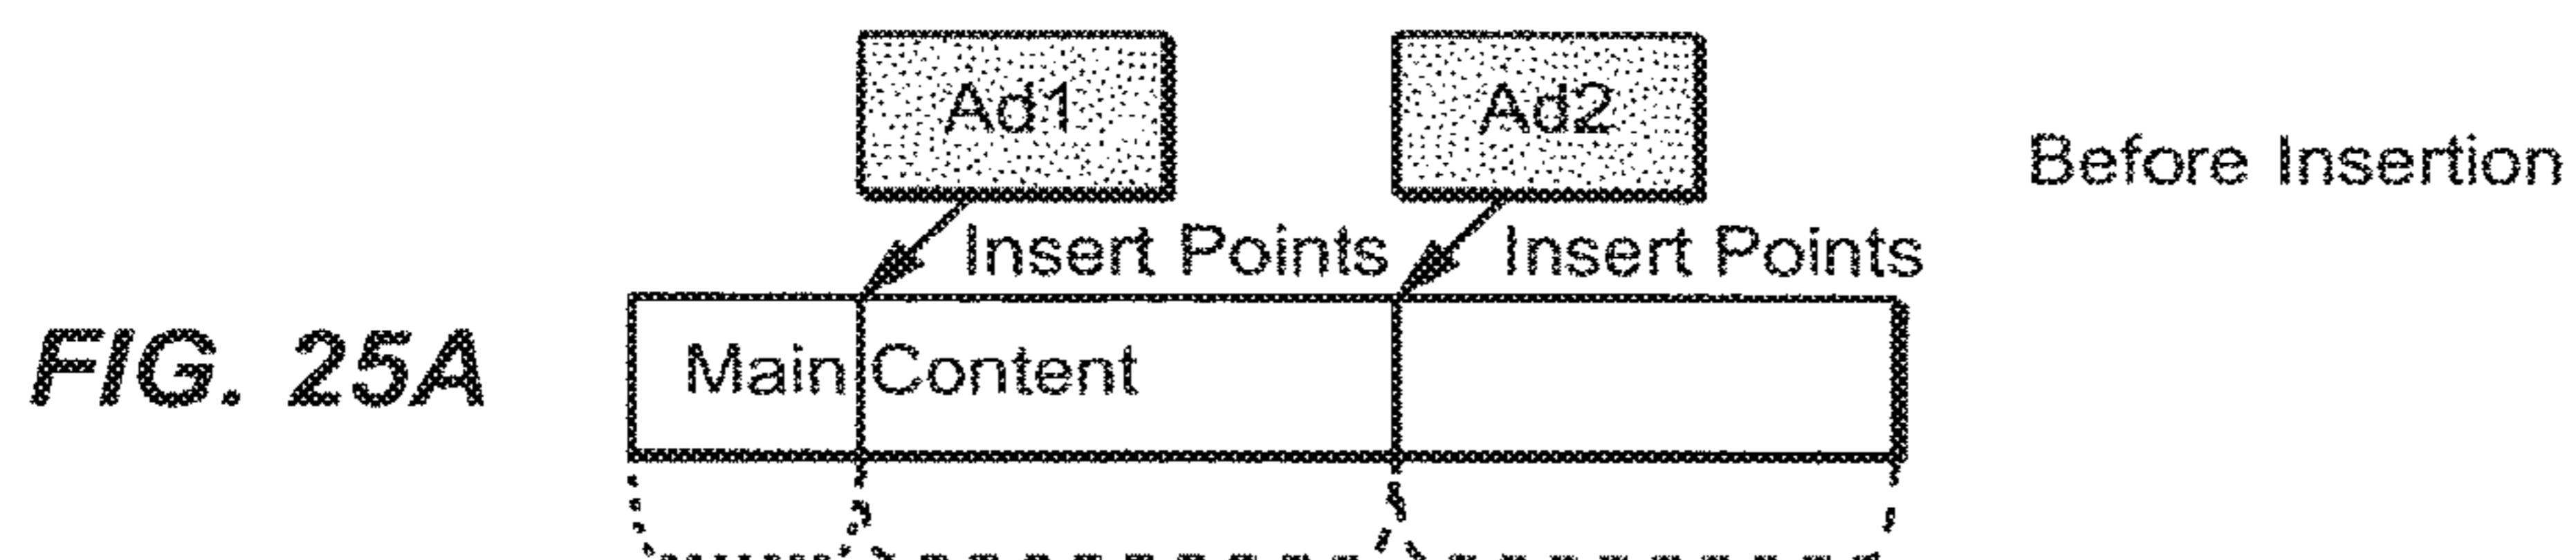 Ad1 Ad2
Before Insertion
Insert Points Insert Points
FIG. 25A
Main Content